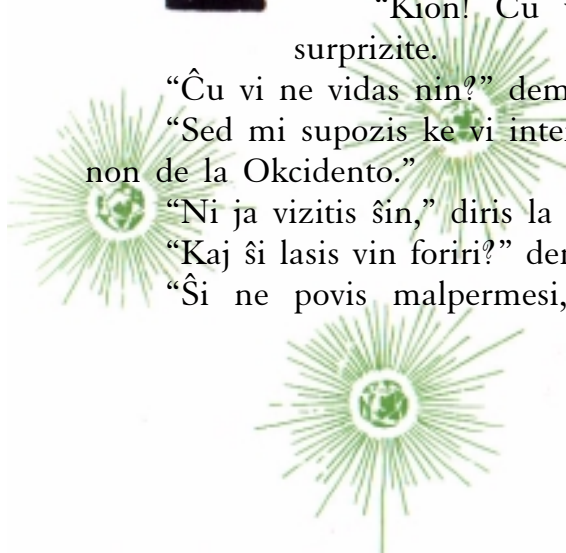 “Kion! Ĉu
surprizite.
“Ĉu vi ne vidas nin?” dem
“Sed mi supozis ke vi inte
non de la Okcidento.”
“Ni ja vizitis ŝin,” diris la
“Kaj ŝi lasis vin foriri?” de
“Ŝi ne povis malpermesi,